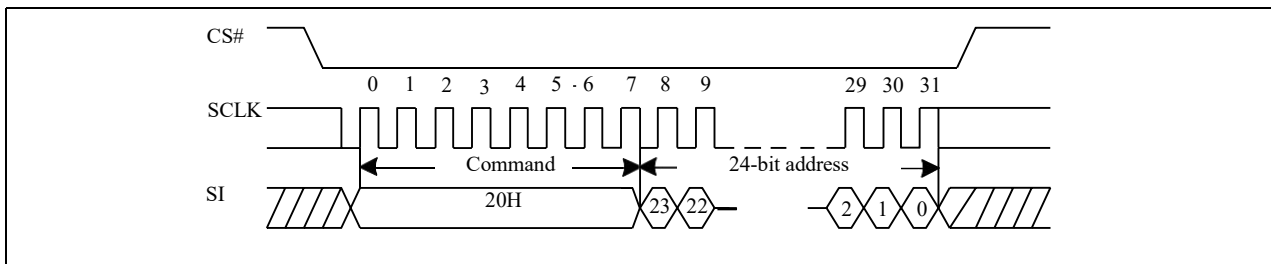 CS#
0 1 2 3 4 5 - 6 7 8 9 29 30 31
SCLK
Command 24-bit address
SI 20H 23 22 2 1 0